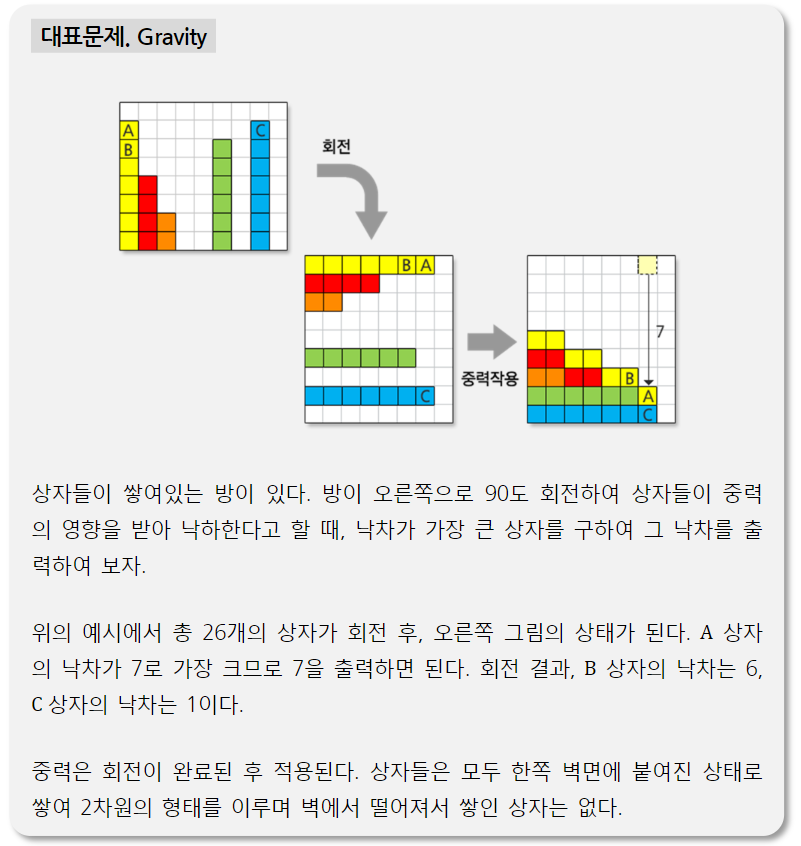 대표문제. Gravity
A
B
C
회전
B A
C
7
중력작용
B
A
C
상자들이 쌓여있는 방이 있다. 방이 오른쪽으로 90도 회전하여 상자들이 중력
의 영향을 받아 낙하한다고 할 때, 낙차가 가장 큰 상자를 구하여 그 낙차를 출
력하여 보자.
위의 예시에서 총 26개의 상자가 회전 후, 오른쪽 그림의 상태가 된다. A 상자
의 낙차가 7로 가장 크므로 7을 출력하면 된다. 회전 결과, B 상자의 낙차는 6,
C 상자의 낙차는 1이다.
중력은 회전이 완료된 후 적용된다. 상자들은 모두 한쪽 벽면에 붙여진 상태로
쌓여 2차원의 형태를 이루며 벽에서 떨어져서 쌓인 상자는 없다.